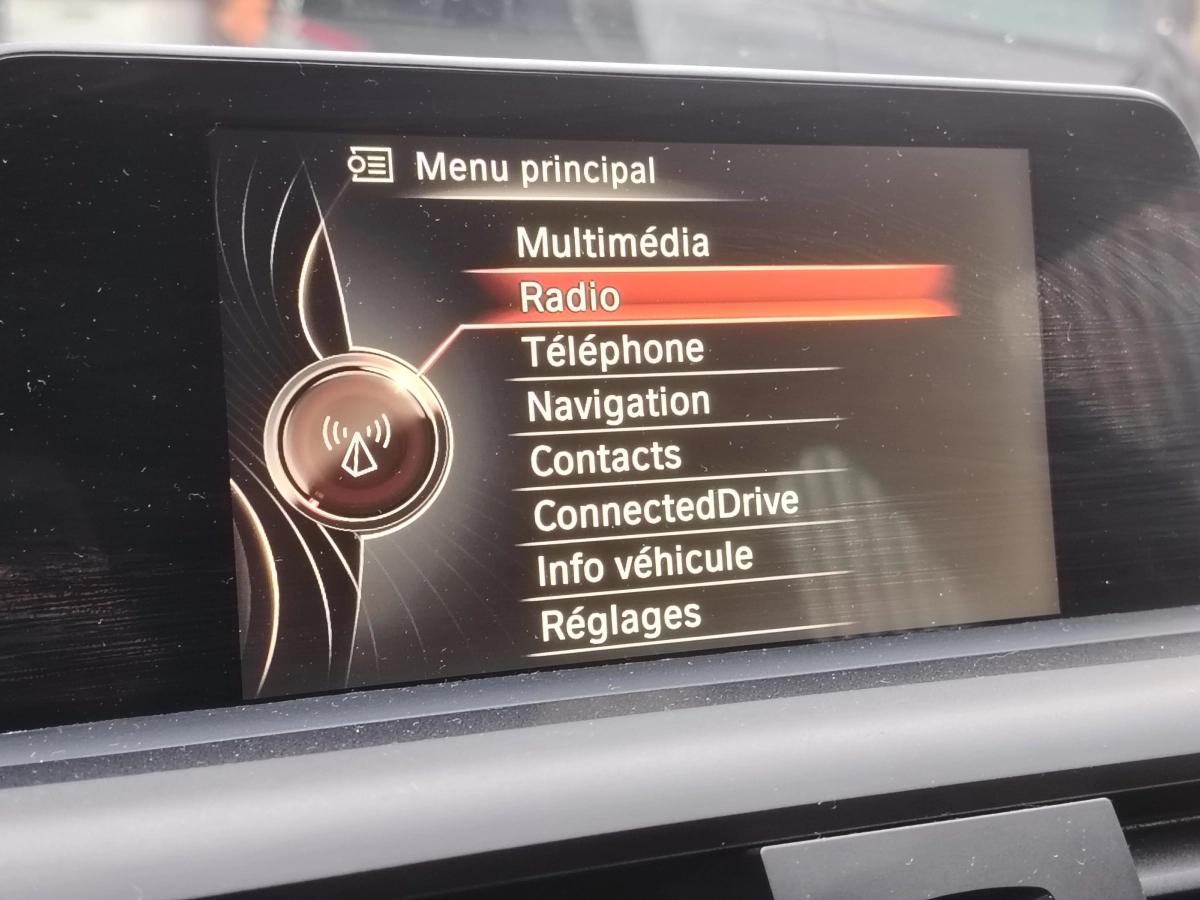 Menu principal
Multimédia
Radio
Téléphone
Navigation
Contacts
ConnectedDrive
Info véhicule
Réglages